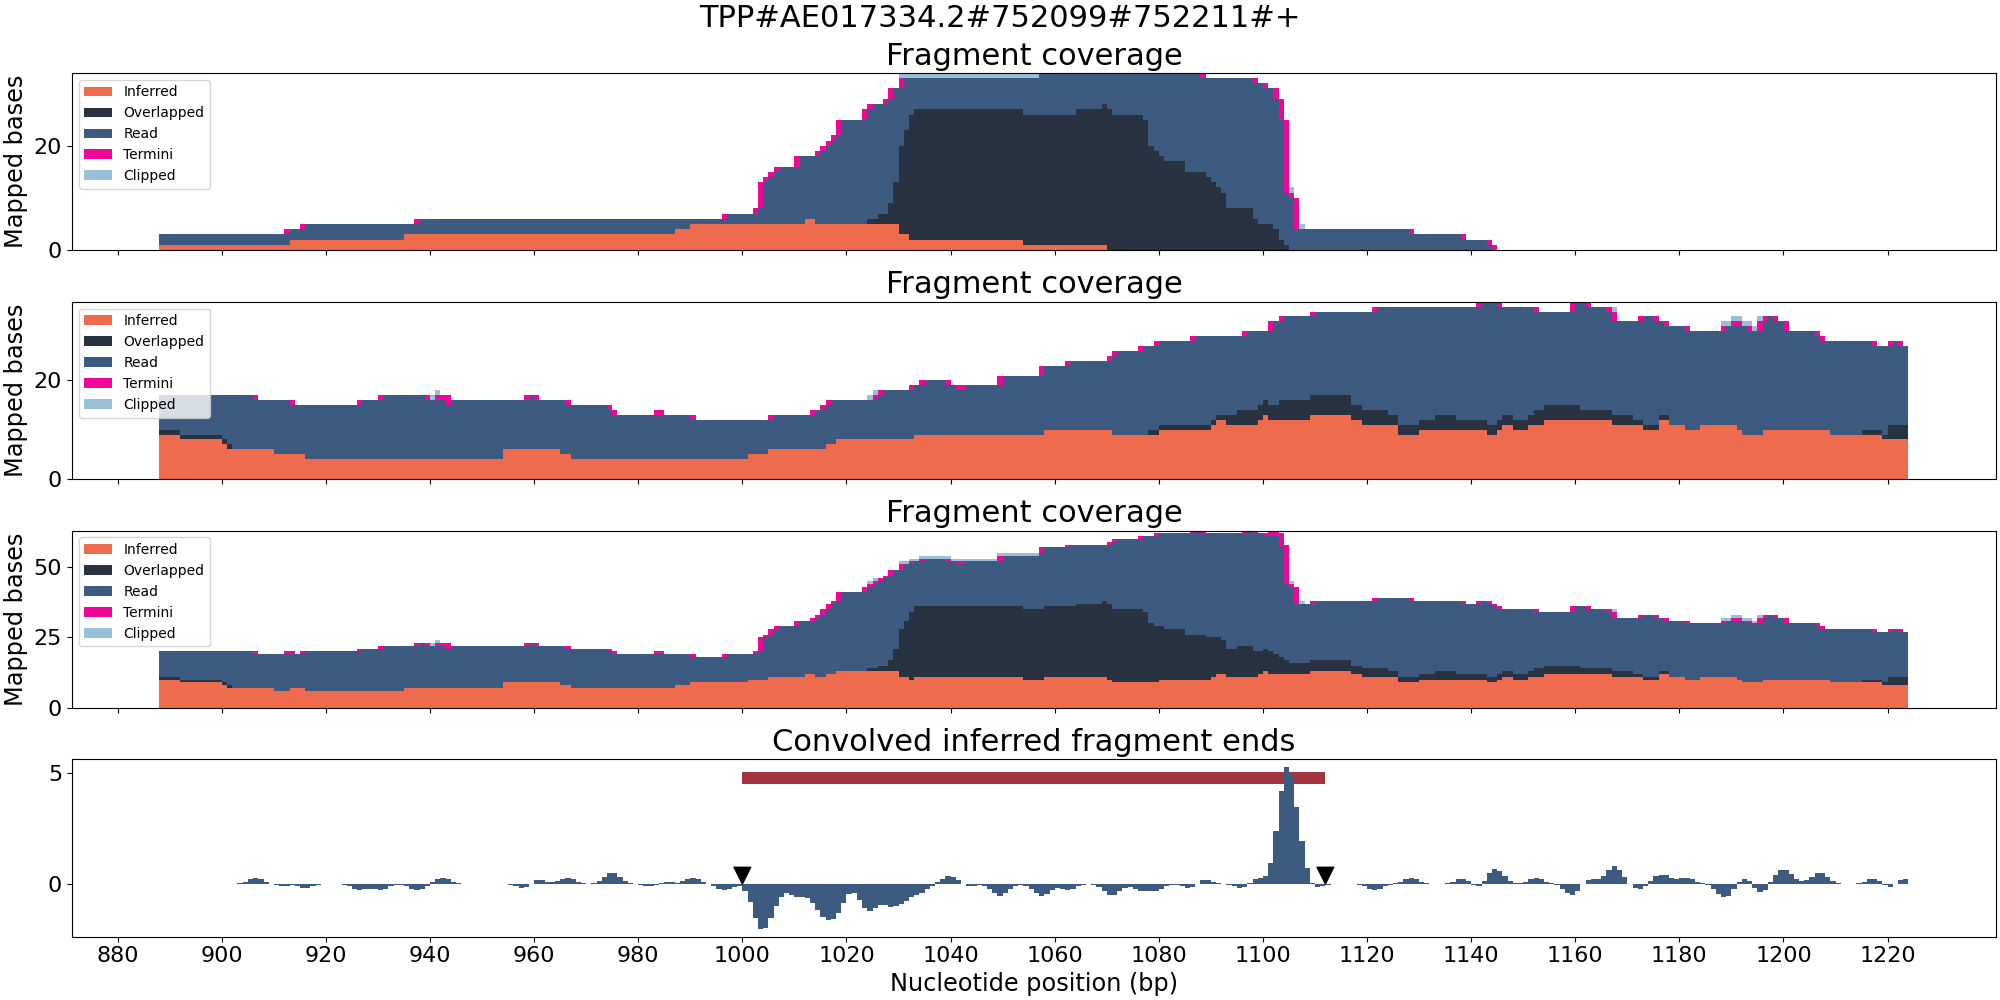 TPP#AE017334.2#752099#752211#+
Fragment coverage
Mapped bases
20
0
Inferred
Overlapped
Read
Termini
Clipped
Fragment coverage
Mapped bases
20
0
Inferred
Overlapped
Read
Termini
Clipped
Fragment coverage
Mapped bases
50
25
0
Inferred
Overlapped
Read
Termini
Clipped
Convolved inferred fragment ends
5
0
880 900 920 940 960 980 1000 1020 1040 1060 1080 1100 1120 1140 1160 1180 1200 1220
Nucleotide position (bp)